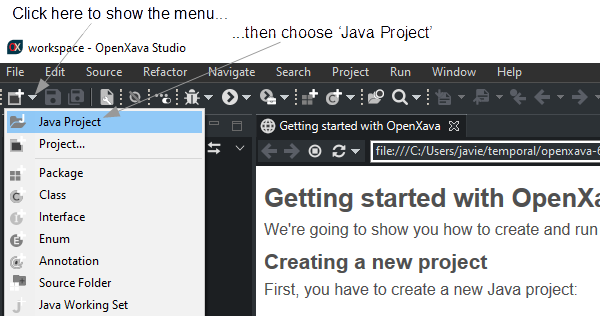 Click here to show the menu...
...then choose ‘Java Project’
workspace - OpenXava Studio
File Edit Source Refactor Navigate Search Project Run Window Help
Java Project
Project...
Package
Class
Interface
Enum
Annotation
Source Folder
Java Working Set
Getting started with OpenXava
file:///C:/Users/javie/temporal/openxava-6
Getting started with OpenXa
We're going to show you how to create and run
Creating a new project
First, you have to create a new Java project: